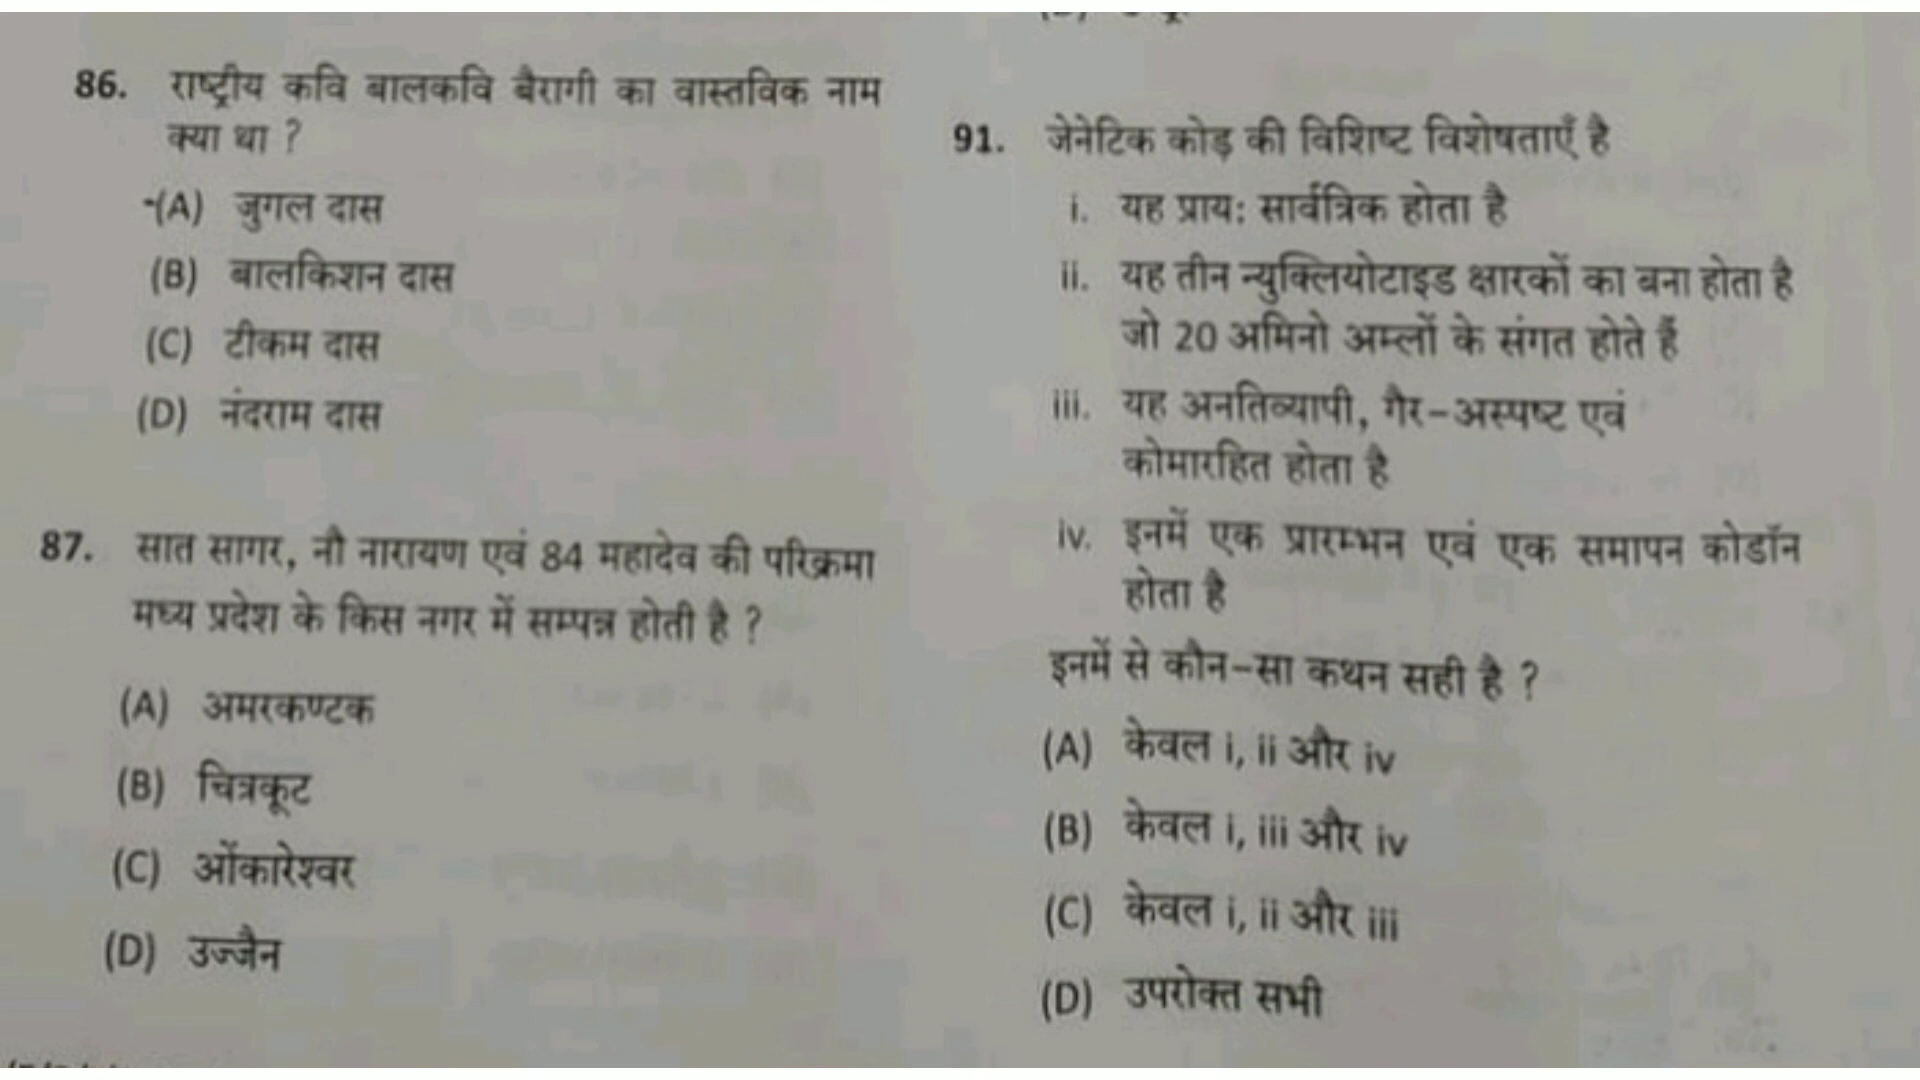 86. राष्ट्रीय कवि बालकवि बैरागी का वास्तविक नाम
क्या था ?
(A) जुगल दास
(B) बालकिशन दास
(C) टीकम दास
(D) नंदराम दास
87. सात सागर, नौ नारायण एवं 84 महादेव की परिक्रमा
मध्य प्रदेश के किस नगर में सम्पन्न होती है ?
(A) अमरकण्टक
(B) चित्रकूट
(C) ओंकारेश्वर
(D) उज्जैन
91. जेनेटिक कोड़ की विशिष्ट विशेषताएँ है
i. यह प्राय: सार्वत्रिक होता है
ii. यह तीन न्युक्लियोटाइड क्षारकों का बना होता है
जो 20 अमिनो अम्लों के संगत होते हैं
iii. यह अनतिव्यापी, गैर-अस्पष्ट एवं
कोमारहित होता है
iv. इनमें एक प्रारम्भन एवं एक समापन कोडॉन
होता है
इनमें से कौन-सा कथन सही है ?
(A) केवल i, ii और iv
(B) केवल i, iii और iv
(C) केवल i, ii और iii
(D) उपरोक्त सभी